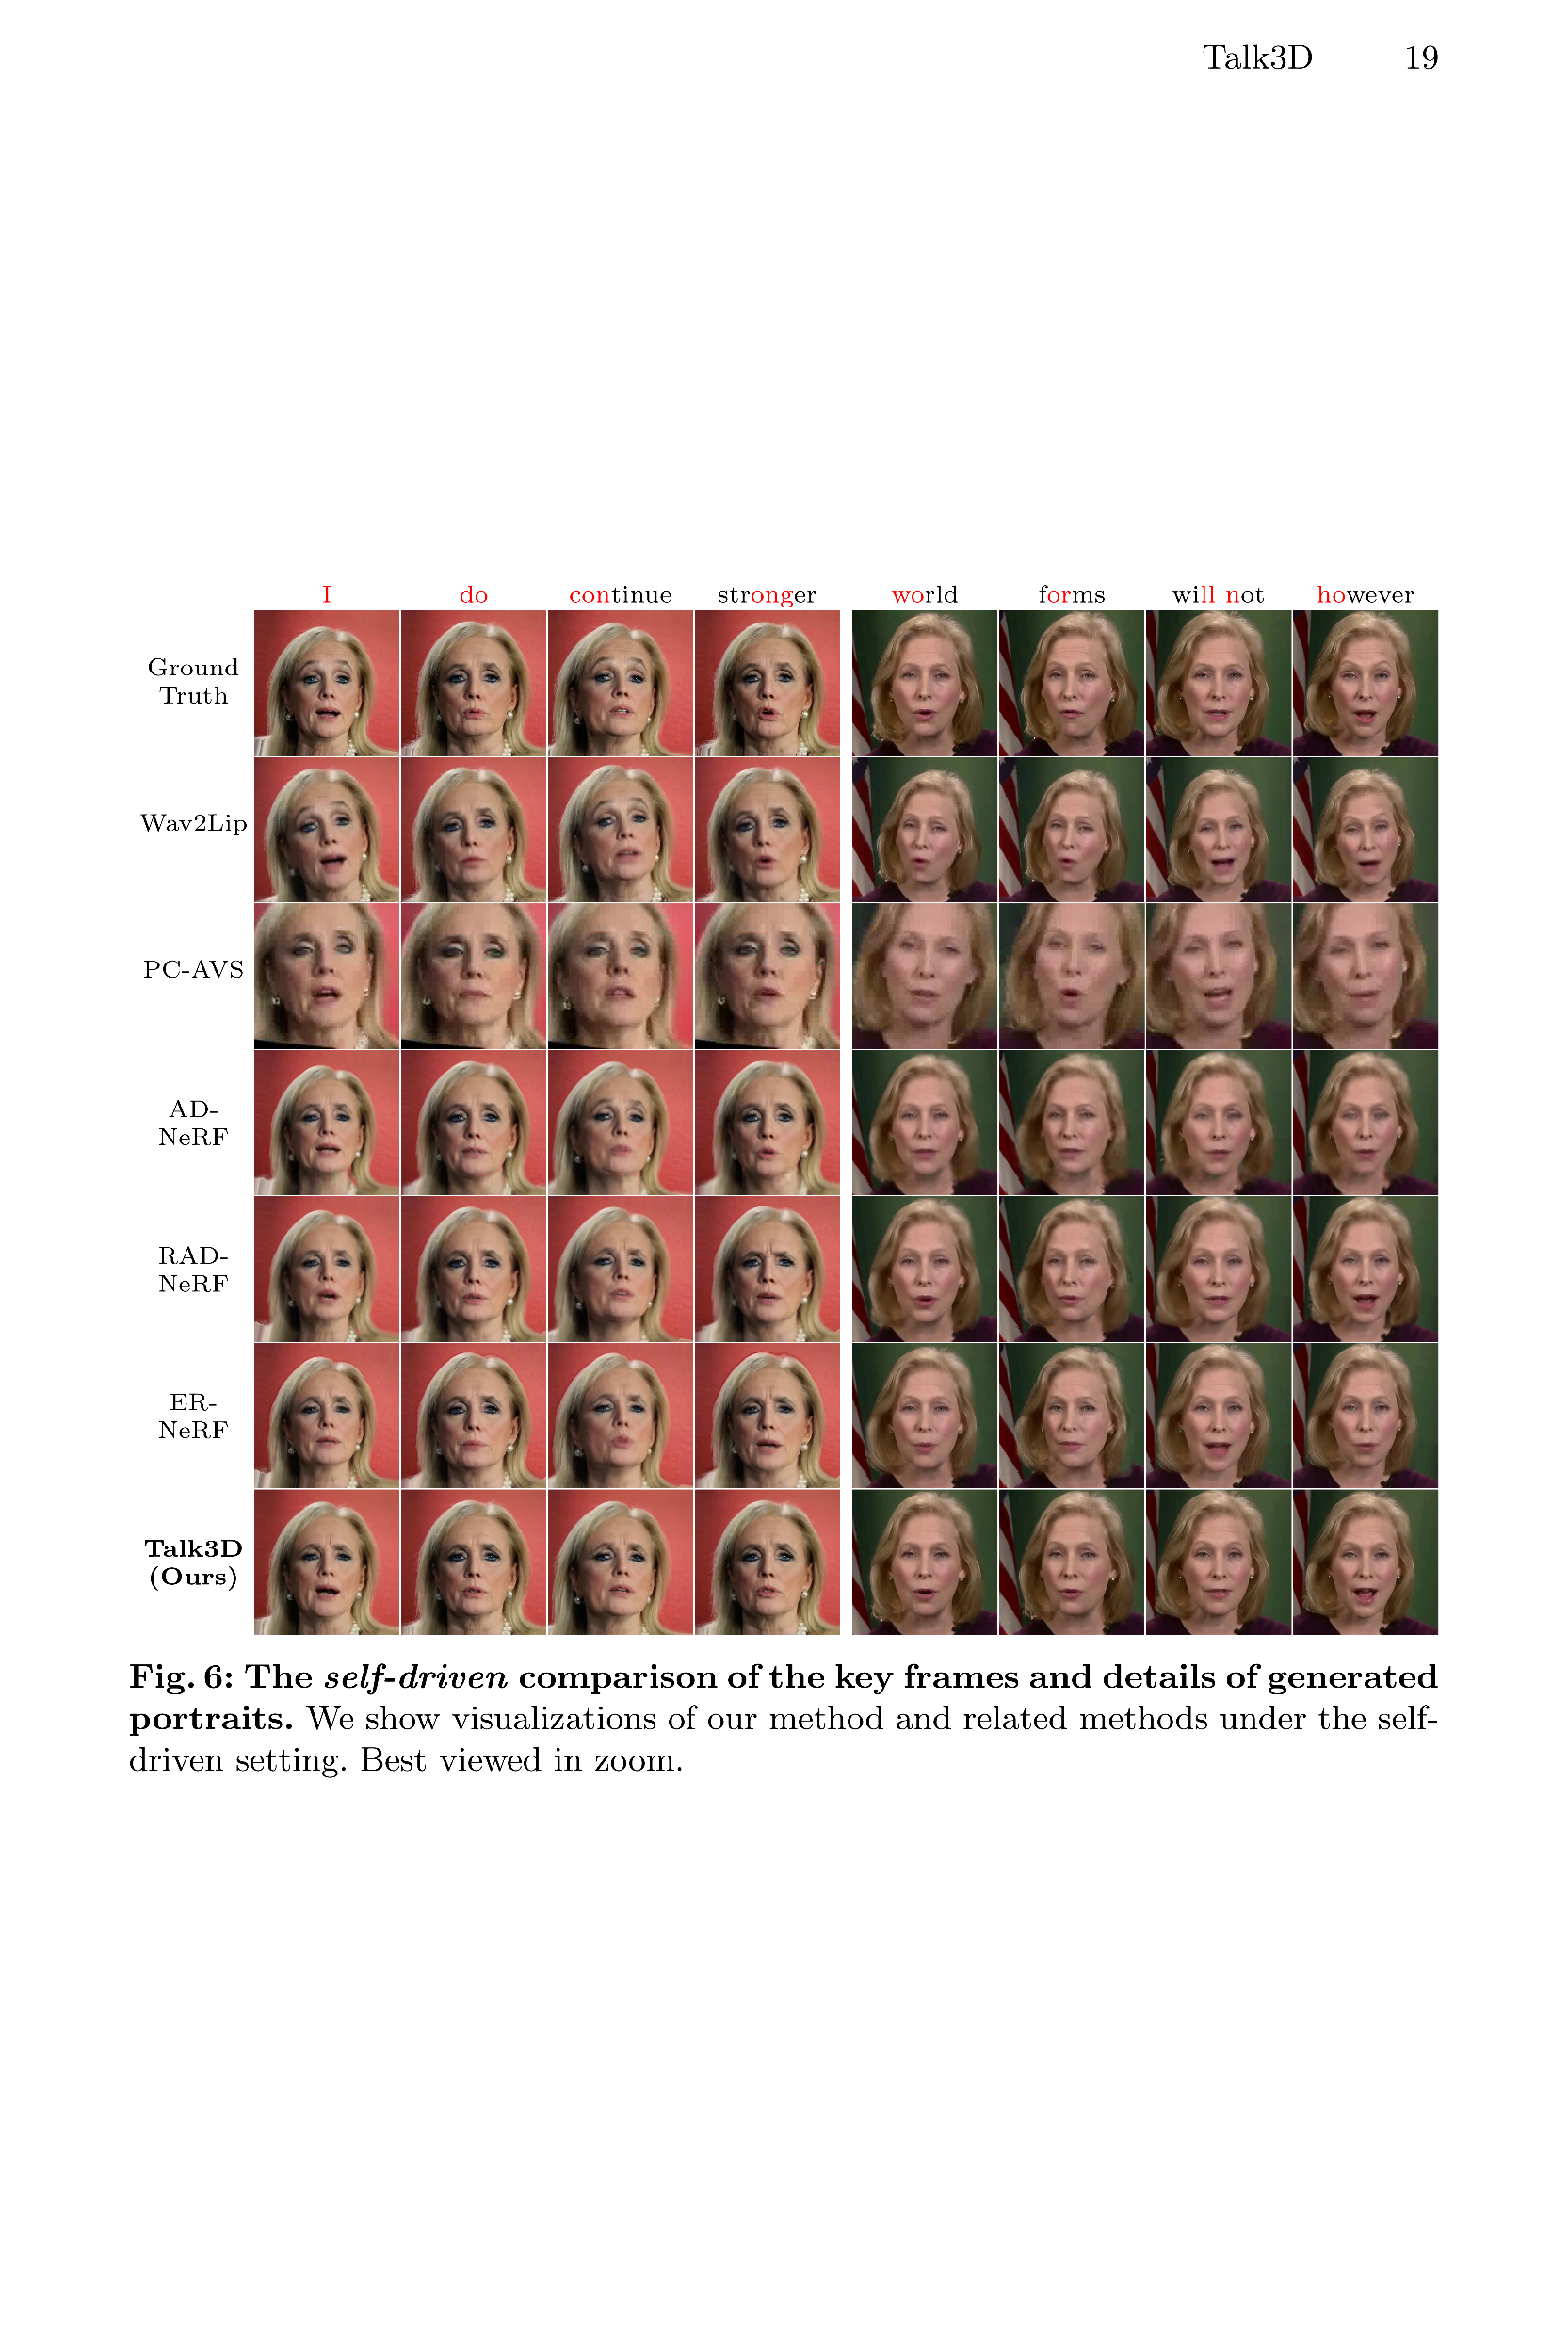 Talk3D 19
I do continue stronger world forms will not however
Ground
Truth
Wav2Lip
PC-AVS
AD-
NeRF
RAD-
NeRF
ER-
NeRF
Talk3D
(Ours)
Fig. 6: The self-driven comparison of the key frames and details of generated
portraits. We show visualizations of our method and related methods under the self-
driven setting. Best viewed in zoom.